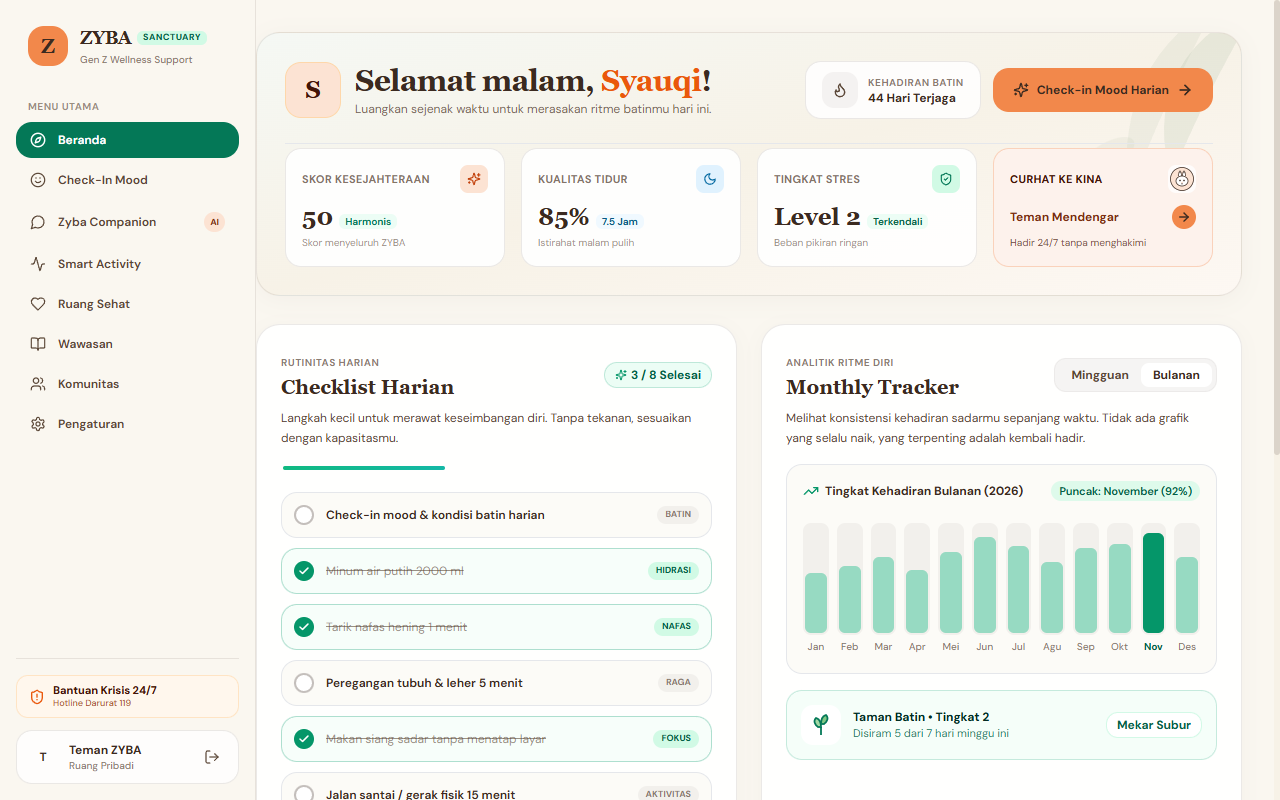 Z
ZYBA
SANCTUARY
Gen Z Wellness Support
MENU UTAMA
Beranda
Check-In Mood
Zyba Companion
AI
Smart Activity
Ruang Sehat
Wawasan
Komunitas
Pengaturan
Bantuan Krisis 24/7
Hotline Darurat 119
T
Teman ZYBA
Ruang Pribadi
S
Selamat malam, Syauqi!
Luangkan sejenak waktu untuk merasakan ritme batinmu hari ini.
KEHADIRAN BATIN
44 Hari Terjaga
Check-in Mood Harian
SKOR KESEJAHTERAAN
50 Harmonis
Skor menyeluruh ZYBA
KUALITAS TIDUR
85% 7.5 Jam
Istirahat malam pulih
TINGKAT STRES
Level 2 Terkendali
Beban pikiran ringan
CURHAT KE KINA
Teman Mendengar
Hadir 24/7 tanpa menghakimi
RUTINITAS HARIAN
Checklist Harian
3 / 8 Selesai
Langkah kecil untuk merawat keseimbangan diri. Tanpa tekanan, sesuaikan
dengan kapasitasmu.
Check-in mood & kondisi batin harian
BATIN
Minum air putih 2000 ml
HIDRASI
Tarik nafas hening 1 menit
NAFAS
Peregangan tubuh & leher 5 menit
RAGA
Makan siang sadar tanpa menatap layar
FOKUS
Jalan santai / gerak fisik 15 menit
AKTIVITAS
ANALITIK RITME DIRI
Monthly Tracker
Mingguan
Bulanan
Melihat konsistensi kehadiran sadarmu sepanjang waktu. Tidak ada grafik
yang selalu naik, yang terpenting adalah kembali hadir.
Tingkat Kehadiran Bulanan (2026)
Puncak: November (92%)
Jan Feb Mar Apr Mei Jun Jul Agu Sep Okt Nov Des
Taman Batin • Tingkat 2
Disiram 5 dari 7 hari minggu ini
Mekar Subur